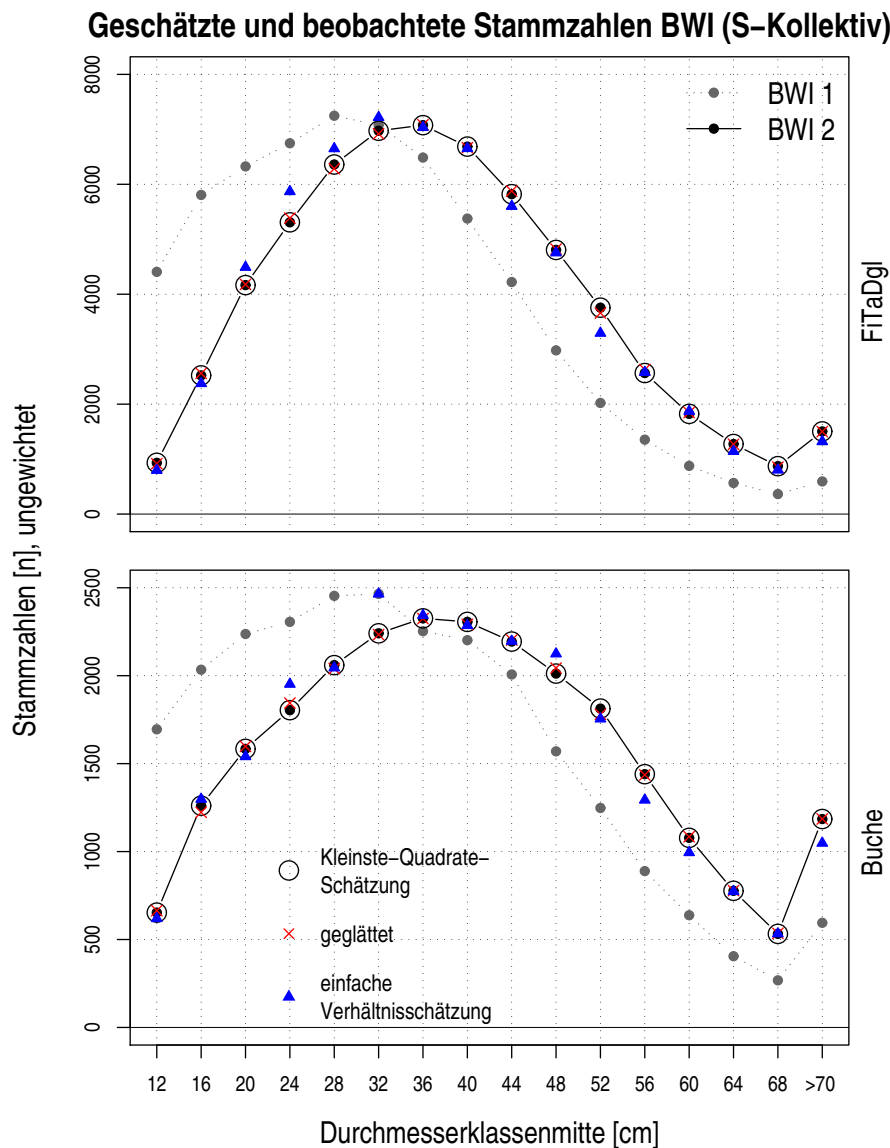 Geschätzte und beobachtete Stammzahlen BWI (S−Kollektiv)
BWI 1
BWI 2
8000
6000
4000
2000
0
FiTaDgl
Stammzahlen [n], ungewichtet
2500
2000
1500
1000
500
0
Buche
Kleinste−Quadrate−
Schätzung
geglättet
einfache
Verhältnisschätzung
12 16 20 24 28 32 36 40 44 48 52 56 60 64 68 >70
Durchmesserklassenmitte [cm]